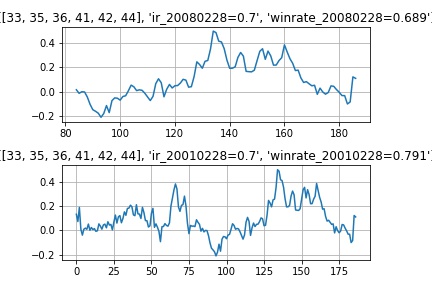 [[33, 35, 36, 41, 42, 44], 'ir_20080228=0.7', 'winrate_20080228=0.689']
0.4
0.2
0.0
−0.2
80 100 120 140 160 180
[[33, 35, 36, 41, 42, 44], 'ir_20010228=0.7', 'winrate_20010228=0.791']
0.4
0.2
0.0
−0.2
0 25 50 75 100 125 150 175